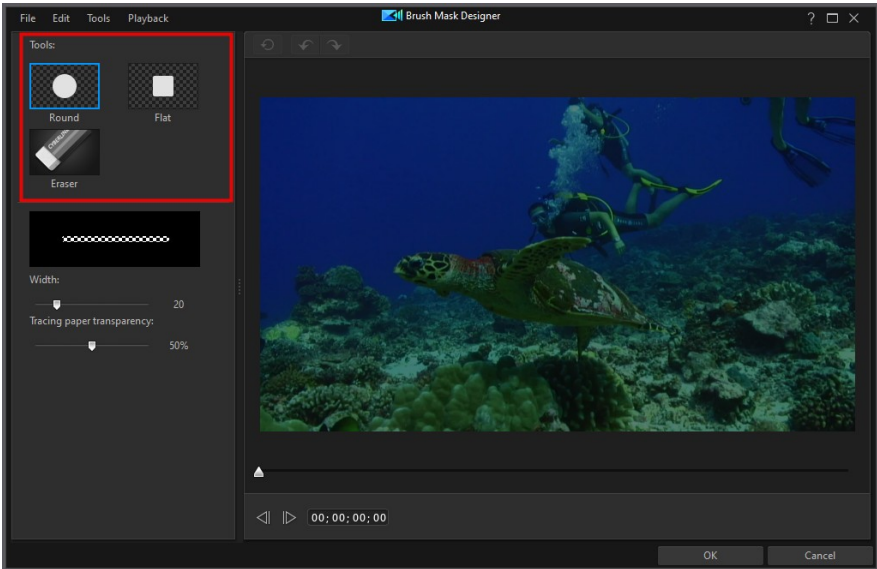 File Edit Tools Playback
Brush Mask Designer
Tools:
Round Flat
Eraser
Width:
20
Tracing paper transparency:
50%
00;00;00;00
OK Cancel